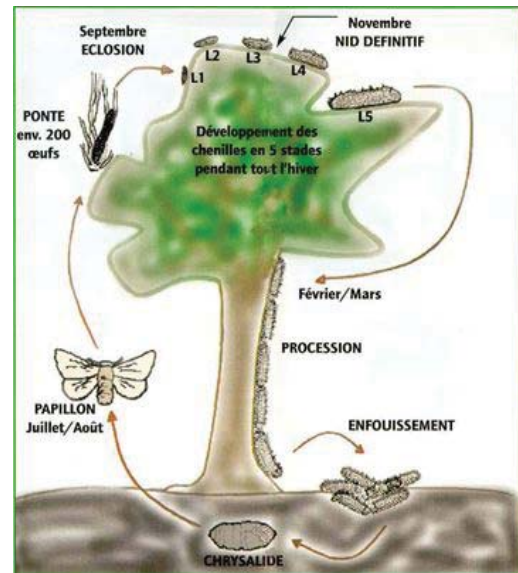 Septembre
ECLOSION
Novembre
NID DEFINITIF
L1
L2
L3
L4
L5
PONTE
env. 200
œufs
Développement des
chenilles en 5 stades
pendant tout l'hiver
Février/Mars
PROCESSION
ENFOUISSEMENT
PAPILLON
Juillet/Août
CHRYSALIDE